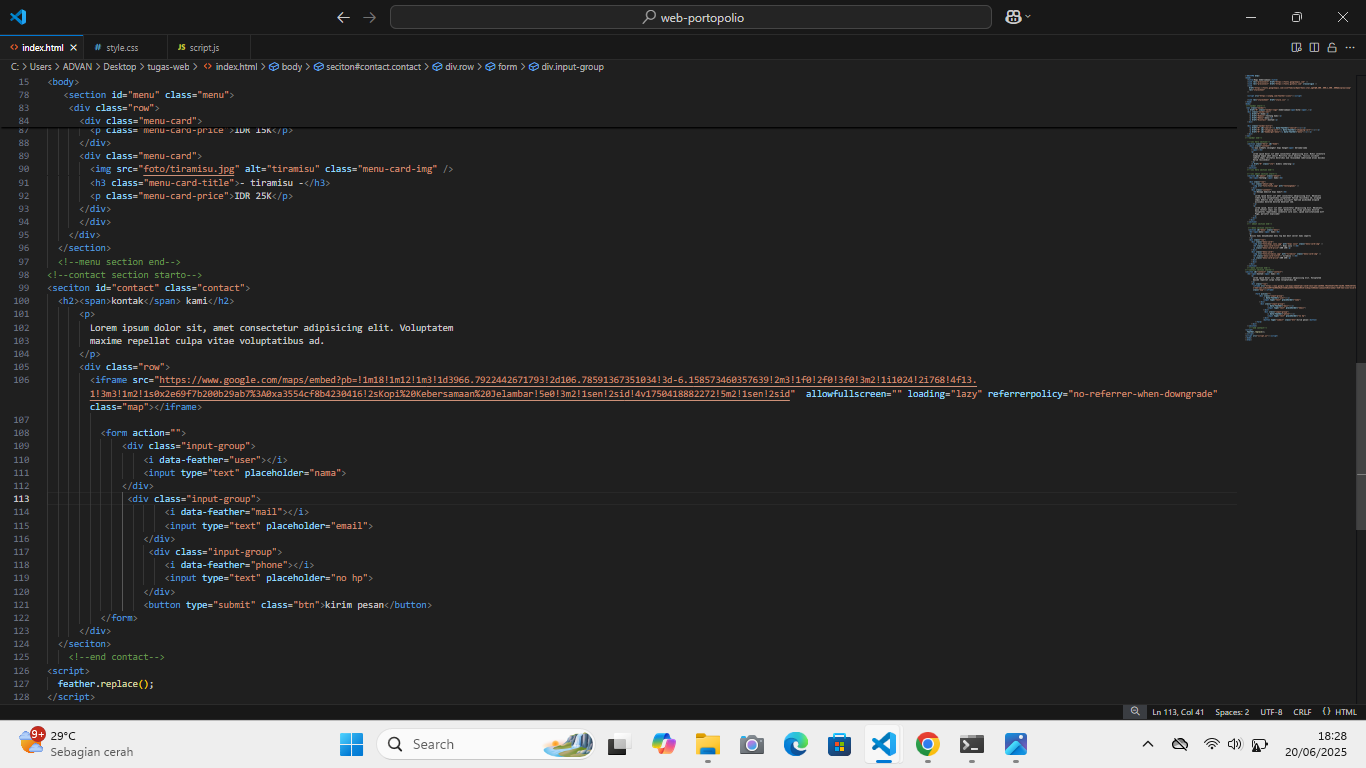 web-portopolio
index.html
# style.css
JS script.js
C: > Users > ADVAN > Desktop > tugas-web > <> index.html > body > seciton#contact.contact > div.row > form > div.input-group
15 <body>
78 <section id="menu" class="menu">
83 <div class="row">
84 <div class="menu-card">
87 <p class="menu-card-price">IDR 15K</p>
88 </div>
89 <div class="menu-card">
90 <img src="foto/tiramisu.jpg" alt="tiramisu" class="menu-card-img" />
91 <h3 class="menu-card-title">- tiramisu -</h3>
92 <p class="menu-card-price">IDR 25K</p>
93 </div>
94 </div>
95 </div>
96 </section>
97 <!--menu section end-->
98 <!--contact section starto-->
99 <seciton id="contact" class="contact">
100 <h2><span>kontak</span> kami</h2>
101 <p>
102 Lorem ipsum dolor sit, amet consectetur adipisicing elit. Voluptatem
103 maxime repellat culpa vitae voluptatibus ad.
104 </p>
105 <div class="row">
106 <iframe src="https://www.google.com/maps/embed?pb=!1m18!1m12!1m3!1d3966.7922442671793!2d106.78591367351034!3d-6.158573460357639!2m3!1f0!2f0!3f0!3m2!1i1024!2i768!4f13.
1!3m3!1m2!1s0x2e69f7b200b29ab7%3A0xa3554cf8b4230416!2sKopi%20Kebersamaan%20Jelambar!5e0!3m2!1sen!2sid!4v1750418882272!5m2!1sen!2sid" allowfullscreen="" loading="lazy" referrerpolicy="no-referrer-when-downgrade"
class="map"></iframe>
107
108 <form action="">
109 <div class="input-group">
110 <i data-feather="user"></i>
111 <input type="text" placeholder="nama">
112 </div>
113 <div class="input-group">
114 <i data-feather="mail"></i>
115 <input type="text" placeholder="email">
116 </div>
117 <div class="input-group">
118 <i data-feather="phone"></i>
119 <input type="text" placeholder="no hp">
120 </div>
121 <button type="submit" class="btn">kirim pesan</button>
122 </form>
123 </div>
124 </seciton>
125 <!--end contact-->
126 <script>
127 feather.replace();
128 </script>
Ln 113, Col 41 Spaces: 2 UTF-8 CRLF {} HTML
9+
29°C
Sebagian cerah
Search
18:28
20/06/2025